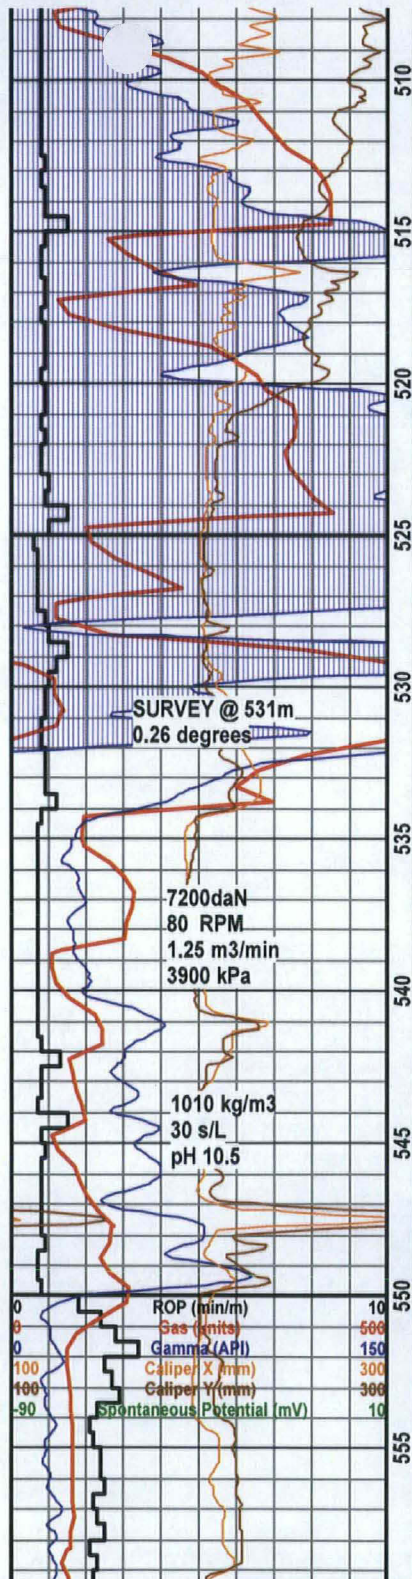 510
515
520
525
530
SURVEY @ 531m
0.26 degrees
535
7200daN
80 RPM
1.25 m3/min
3900 kPa
540
1010 kg/m3
30 s/L
pH 10.5
545
550
0 ROP (min/m) 10
0 Gas (units) 500
0 Gamma (API) 150
100 Caliper X (mm) 300
100 Caliper Y (mm) 300
-90 Spontaneous Potential (mV) 10
555